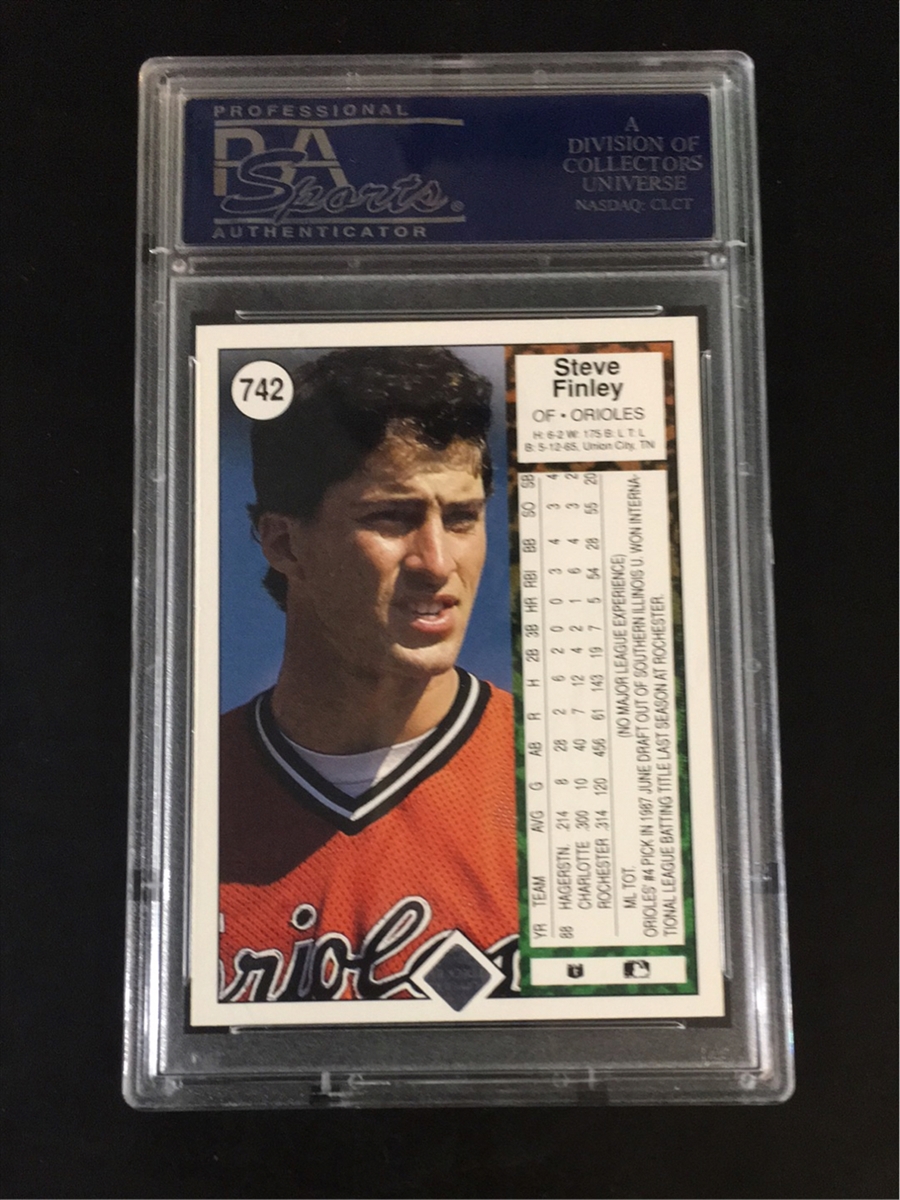 PROFESSIONAL
PSA
Sports®
AUTHENTICATOR
A
DIVISION OF
COLLECTORS
UNIVERSE
NASDAQ: CLCT
742
Steve
Finley
OF • ORIOLES
H: 6-2 W: 175 B: L T: L
B: 5-12-65, Union City, TN
YR TEAM AVG G AB R H 2B 3B HR RBI BB SO SB
88 HAGERSTN. .214 8 28 2 6 2 0 0 3 4 3 4
CHARLOTTE .300 10 40 7 12 4 2 1 6 4 3 2
ROCHESTER .314 120 456 61 143 19 7 5 54 28 55 20
ML TOT. (NO MAJOR LEAGUE EXPERIENCE)
ORIOLES' #4 PICK IN 1987 JUNE DRAFT OUT OF SOUTHERN ILLINOIS U. WON INTERNA-
TIONAL LEAGUE BATTING TITLE LAST SEASON AT ROCHESTER.
Orioles